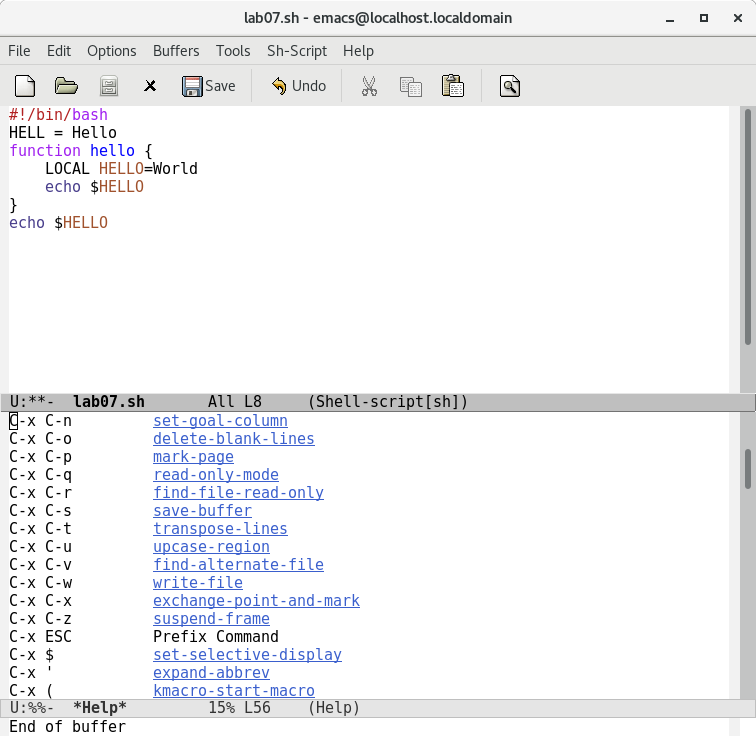 lab07.sh - emacs@localhost.localdomain
File Edit Options Buffers Tools Sh-Script Help
Save Undo
#!/bin/bash
HELL = Hello
function hello {
    LOCAL HELLO=World
    echo $HELLO
}
echo $HELLO
U:**-  lab07.sh       All L8     (Shell-script[sh])
C-x C-n         set-goal-column
C-x C-o         delete-blank-lines
C-x C-p         mark-page
C-x C-q         read-only-mode
C-x C-r         find-file-read-only
C-x C-s         save-buffer
C-x C-t         transpose-lines
C-x C-u         upcase-region
C-x C-v         find-alternate-file
C-x C-w         write-file
C-x C-x         exchange-point-and-mark
C-x C-z         suspend-frame
C-x ESC         Prefix Command
C-x $           set-selective-display
C-x '           expand-abbrev
C-x (           kmacro-start-macro
U:%%-  *Help*         15% L56    (Help)
End of buffer